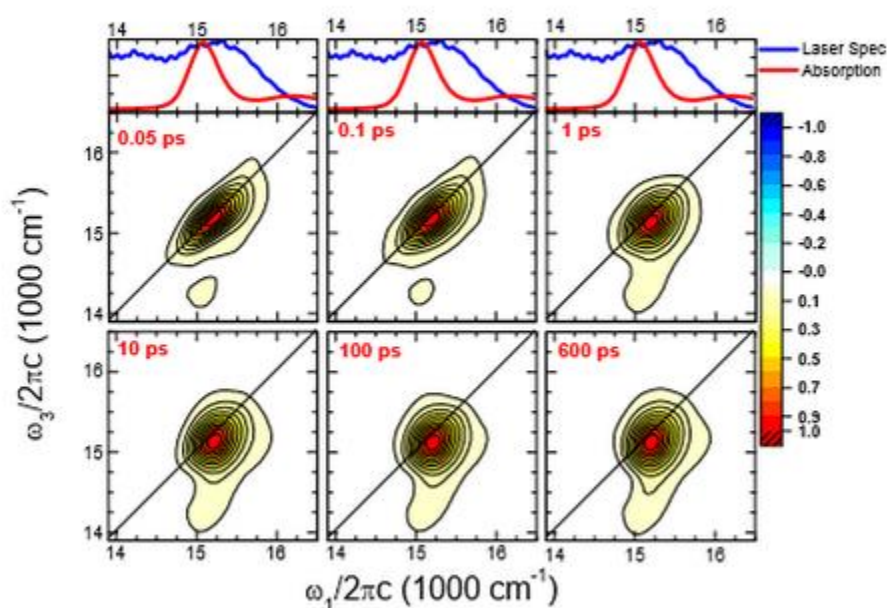 14 15 16 14 15 16 14 15 16
Laser Spec
Absorption
0.05 ps 0.1 ps 1 ps
16
15
14
10 ps 100 ps 600 ps
16
15
14
14 15 16 14 15 16 14 15 16
ω₃/2πc (1000 cm⁻¹)
ω₁/2πc (1000 cm⁻¹)
-1.0
-0.8
-0.6
-0.4
-0.2
-0.0
0.1
0.3
0.5
0.7
0.9
1.0